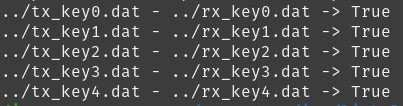 ../tx_key0.dat - ../rx_key0.dat -> True
../tx_key1.dat - ../rx_key1.dat -> True
../tx_key2.dat - ../rx_key2.dat -> True
../tx_key3.dat - ../rx_key3.dat -> True
../tx_key4.dat - ../rx_key4.dat -> True